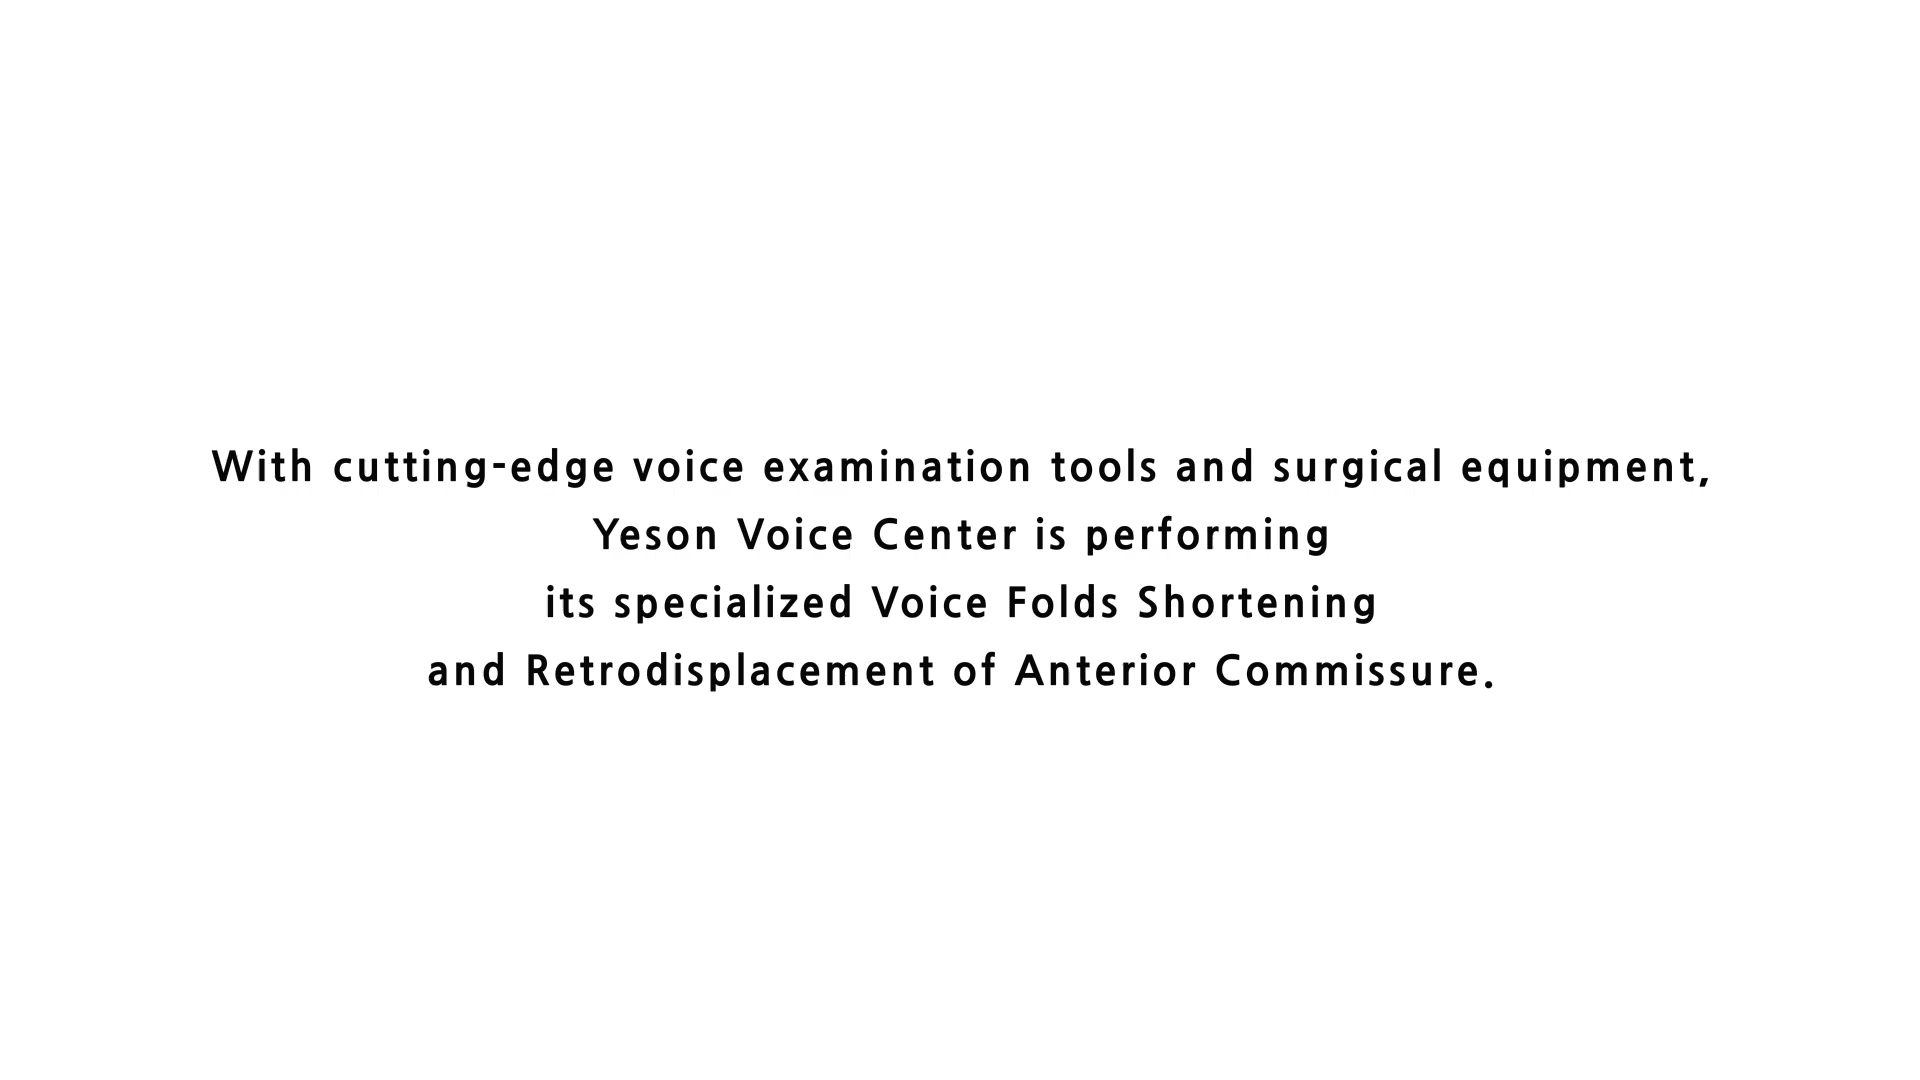 With cutting-edge voice examination tools and surgical equipment,
Yeson Voice Center is performing
its specialized Voice Folds Shortening
and Retrodisplacement of Anterior Commissure.